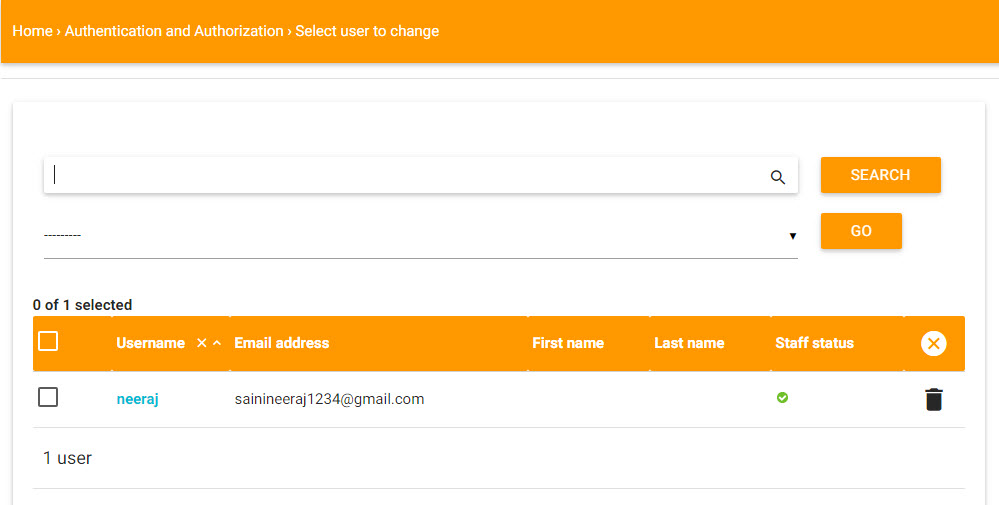 Home › Authentication and Authorization › Select user to change
SEARCH
---------
GO
0 of 1 selected
Username Email address First name Last name Staff status
neeraj sainineeraj1234@gmail.com
1 user